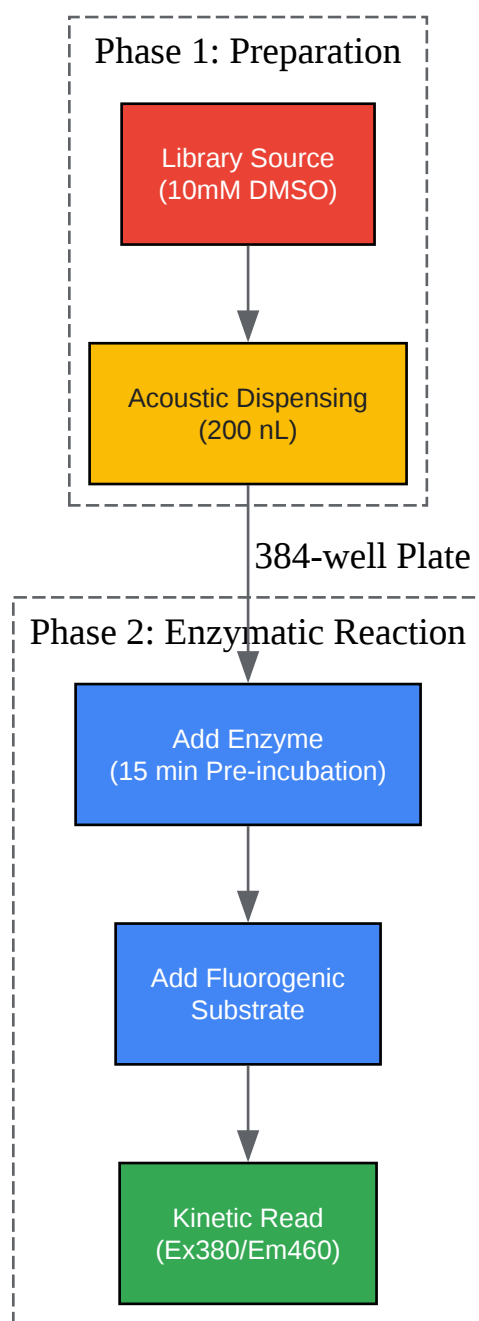 Phase 1: Preparation
Library Source
(10mM DMSO)
Acoustic Dispensing
(200 nL)
384-well Plate
Phase 2: Enzymatic Reaction
Add Enzyme
(15 min Pre-incubation)
Add Fluorogenic
Substrate
Kinetic Read
(Ex380/Em460)